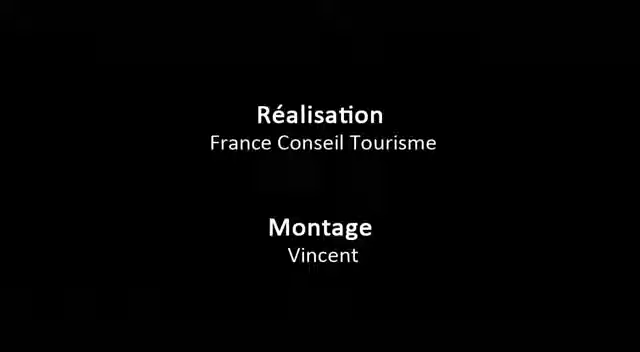 Réalisation
France Conseil Tourisme
Montage
Vincent